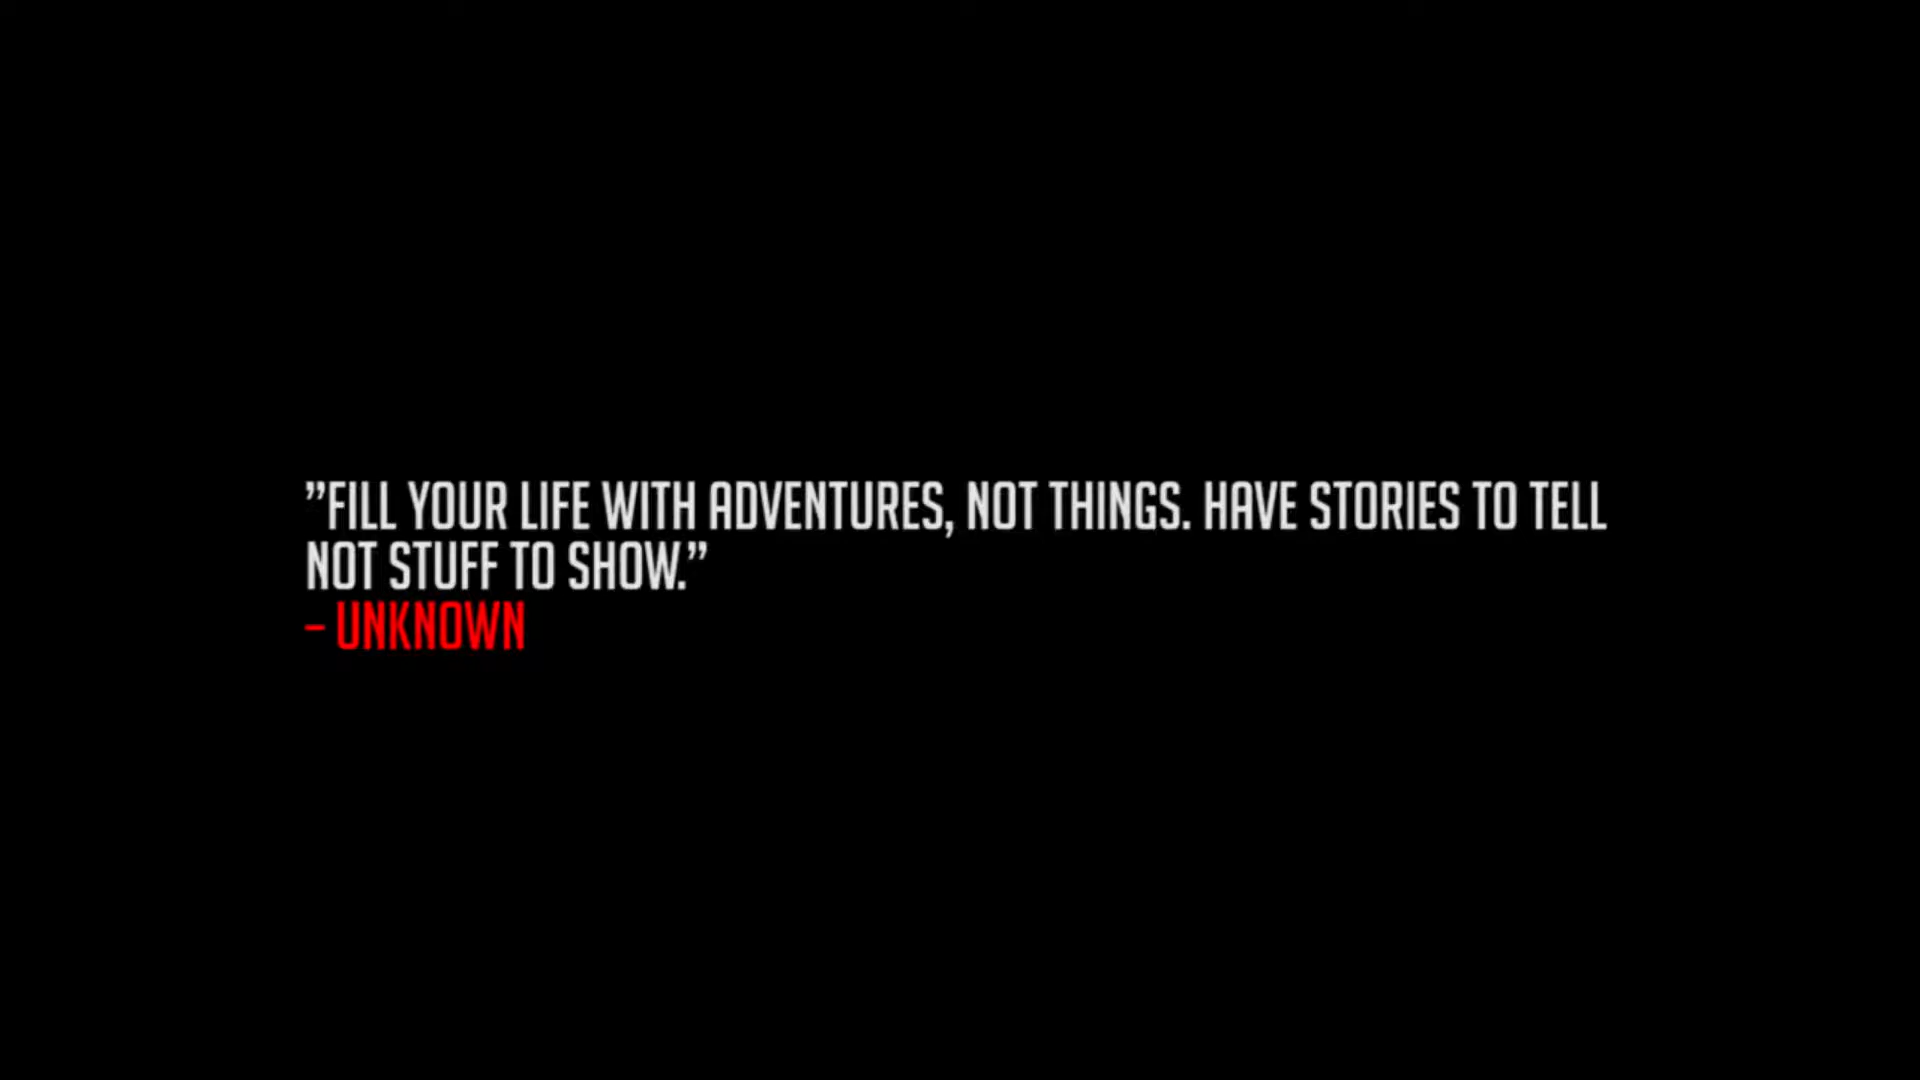 ”FILL YOUR LIFE WITH ADVENTURES, NOT THINGS. HAVE STORIES TO TELL
NOT STUFF TO SHOW.”
– UNKNOWN